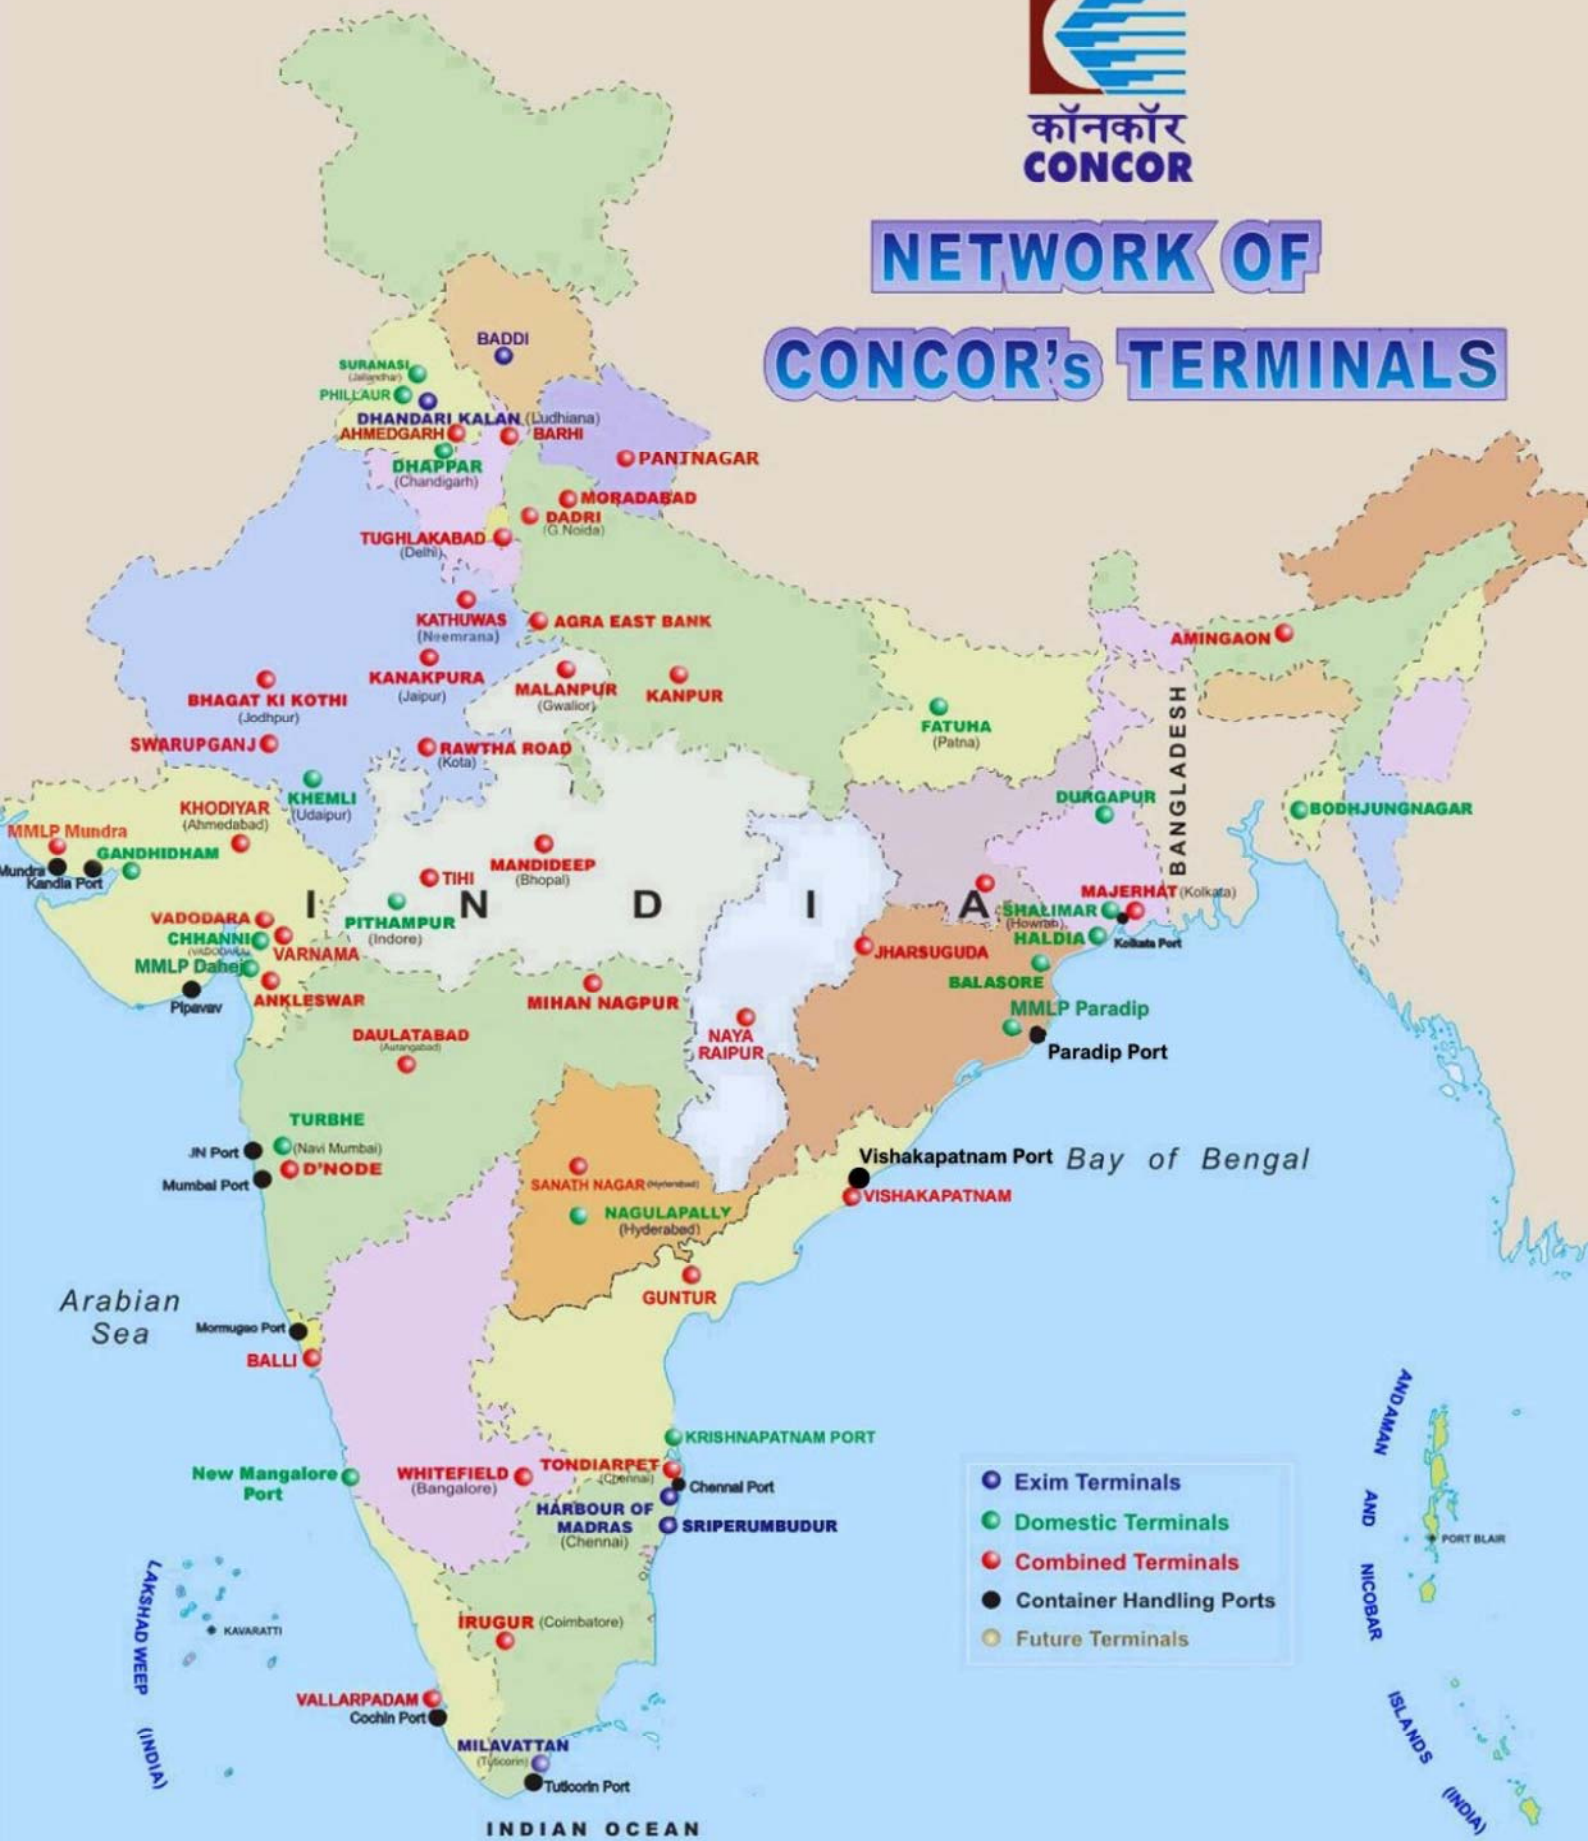 कॉनकॉर
CONCOR
NETWORK OF
CONCOR's TERMINALS
BADDI
SURANASI
(Jallandhar)
PHILLAUR
DHANDARI KALAN (Ludhiana)
AHMEDGARH
BARHI
DHAPPAR
(Chandigarh)
PANTNAGAR
MORADABAD
DADRI
(G.Noida)
TUGHLAKABAD
(Delhi)
KATHUWAS
(Neemrana)
AGRA EAST BANK
AMINGAON
KANAKPURA
(Jaipur)
BHAGAT KI KOTHI
(Jodhpur)
MALANPUR
(Gwalior)
KANPUR
FATUHA
(Patna)
SWARUPGANJ
RAWTHA ROAD
(Kota)
BANGLADESH
KHEMLI
(Udaipur)
KHODIYAR
(Ahmedabad)
DURGAPUR
BODHJUNGNAGAR
MMLP Mundra
GANDHIDHAM
Mundra
Kandla Port
MANDIDEEP
(Bhopal)
TIHI
I N D I A
MAJERHAT (Kolkata)
PITHAMPUR
(Indore)
SHALIMAR
(Howrah)
VADODARA
CHHANNI
(VADODARA)
VARNAMA
HALDIA
Kolkata Port
JHARSUGUDA
MMLP Dahej
BALASORE
ANKLESWAR
Pipavav
MIHAN NAGPUR
MMLP Paradip
DAULATABAD
(Aurangabad)
NAYA
RAIPUR
Paradip Port
TURBHE
(Navi Mumbai)
JN Port
D'NODE
Mumbai Port
Vishakapatnam Port
Bay of Bengal
SANATH NAGAR (Hyderabad)
VISHAKAPATNAM
NAGULAPALLY
(Hyderabad)
GUNTUR
Arabian
Sea
Mormugao Port
BALLI
KRISHNAPATNAM PORT
New Mangalore
Port
WHITEFIELD
(Bangalore)
TONDIARPET
(Chennai)
Chennai Port
HARBOUR OF
MADRAS
(Chennai)
SRIPERUMBUDUR
Exim Terminals
Domestic Terminals
Combined Terminals
Container Handling Ports
Future Terminals
ANDAMAN AND NICOBAR ISLANDS (INDIA)
PORT BLAIR
LAKSHADWEEP (INDIA)
KAVARATTI
IRUGUR (Coimbatore)
VALLARPADAM
Cochin Port
MILAVATTAN
(Tuticorin)
Tuticorin Port
INDIAN OCEAN